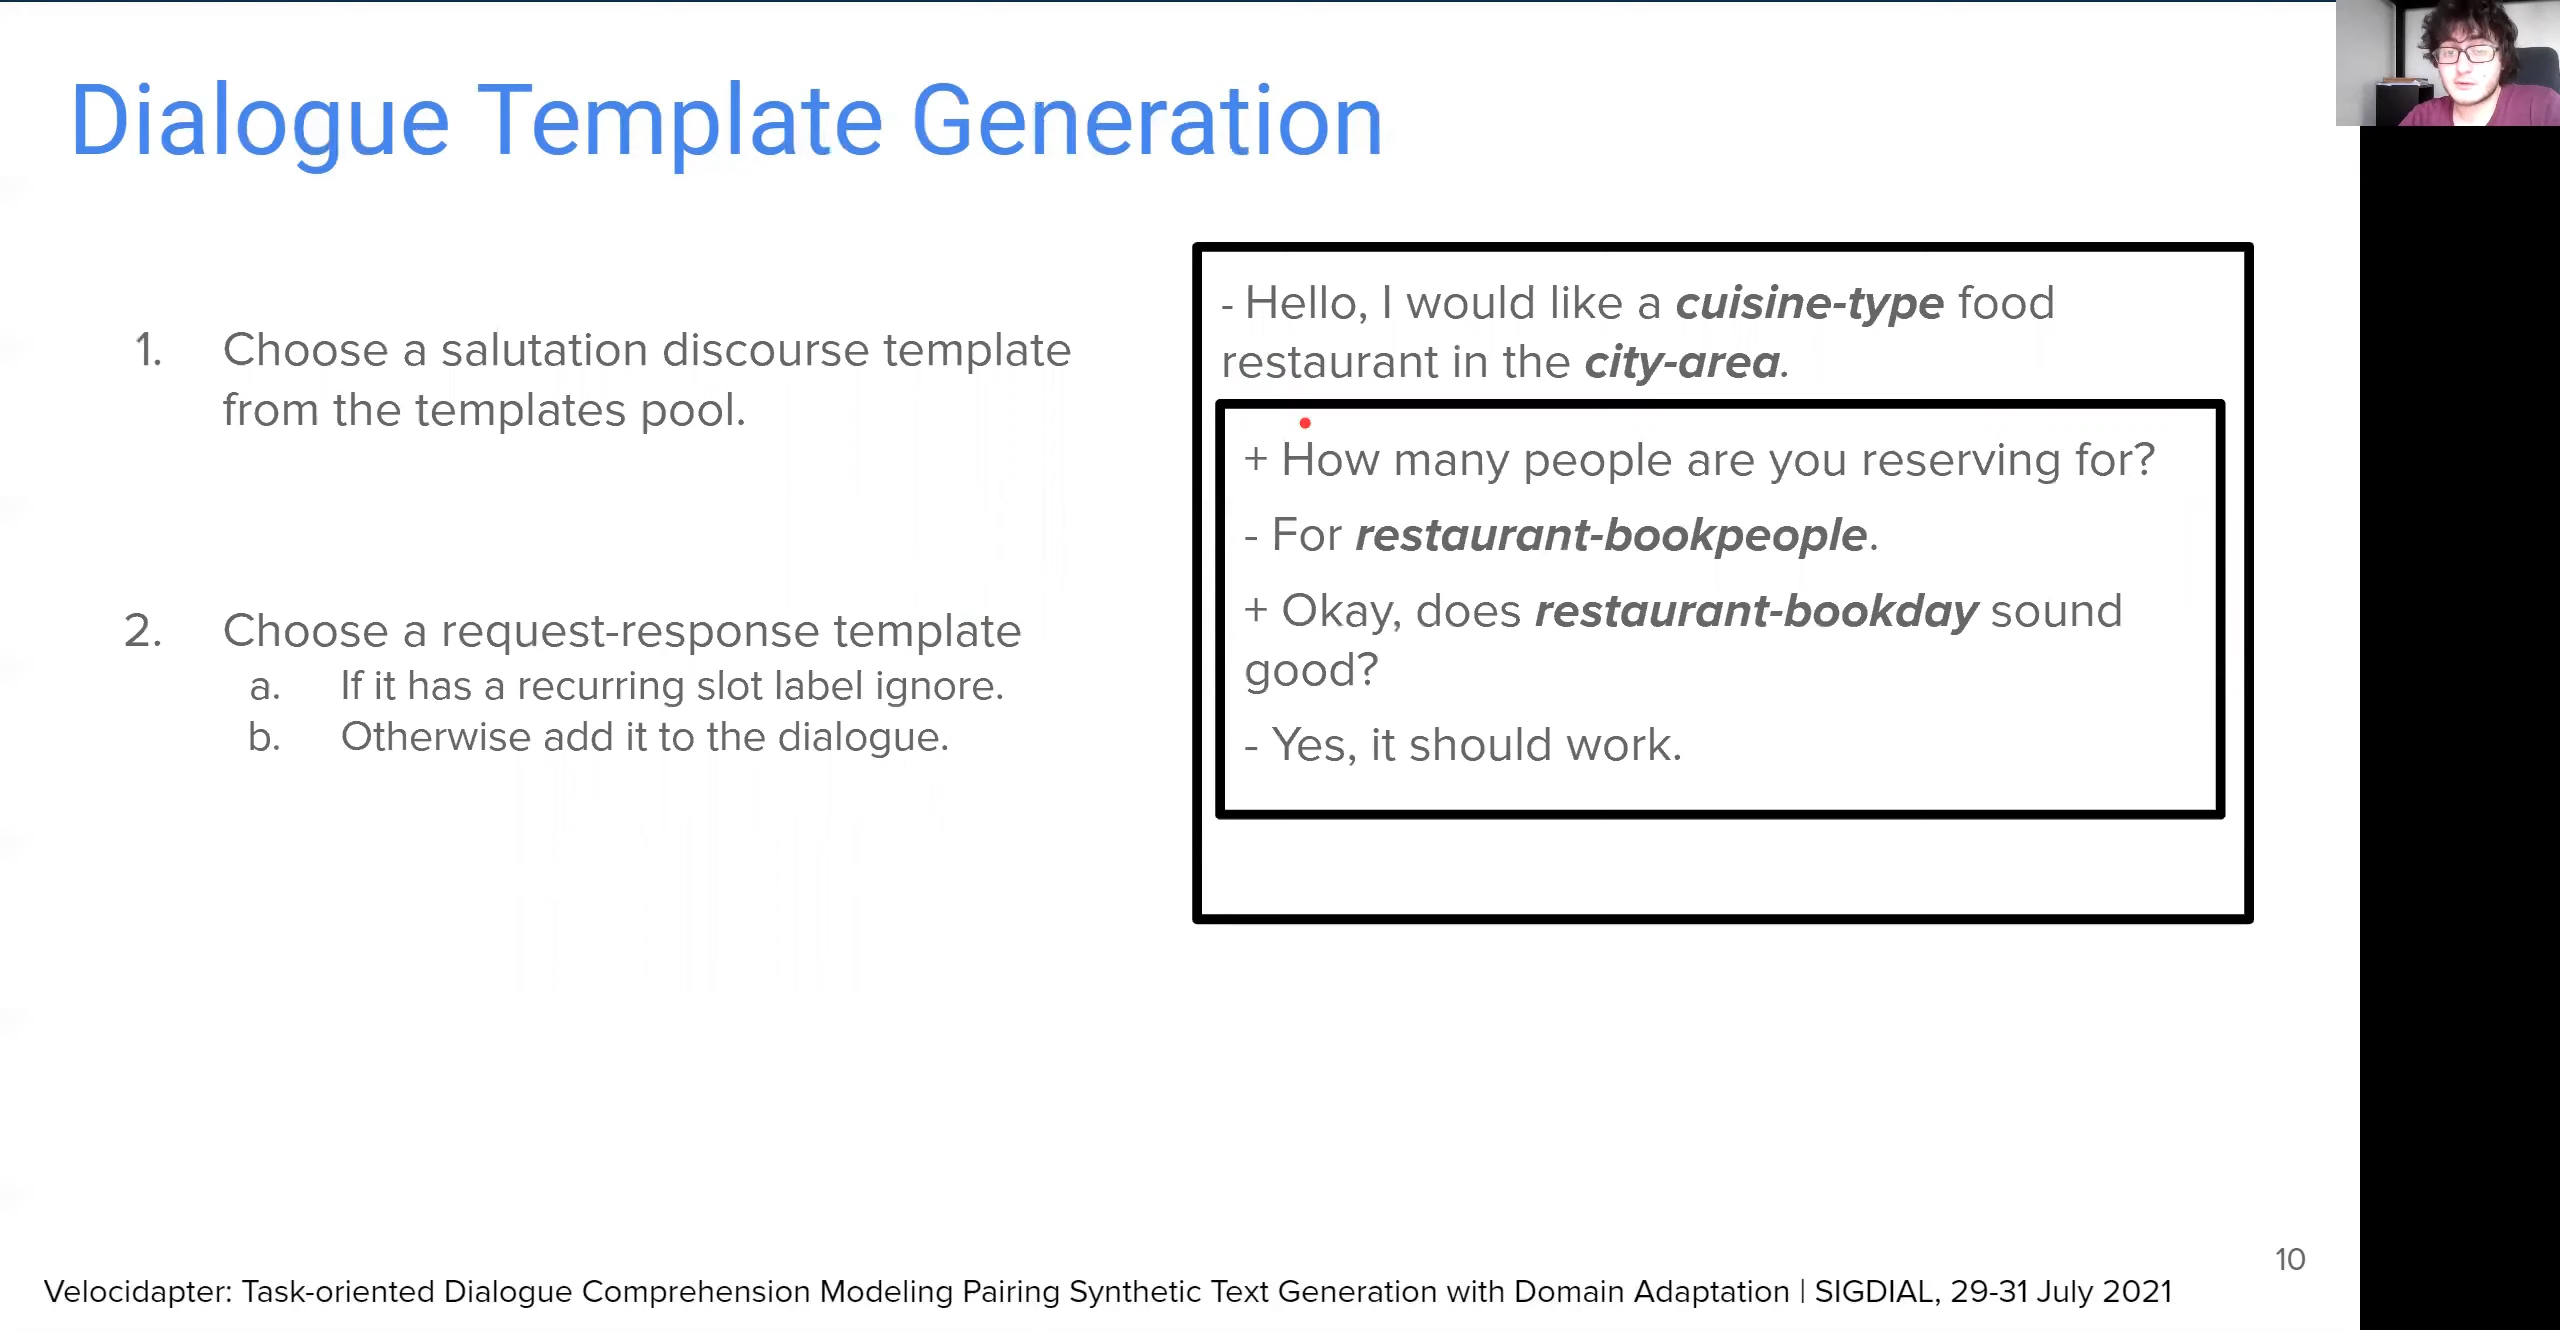 Dialogue Template Generation
1. Choose a salutation discourse template
from the templates pool.
2. Choose a request-response template
a. If it has a recurring slot label ignore.
b. Otherwise add it to the dialogue.
- Hello, I would like a cuisine-type food
restaurant in the city-area.
+ How many people are you reserving for?
- For restaurant-bookpeople.
+ Okay, does restaurant-bookday sound
good?
- Yes, it should work.
10
Velocidapter: Task-oriented Dialogue Comprehension Modeling Pairing Synthetic Text Generation with Domain Adaptation | SIGDIAL, 29-31 July 2021